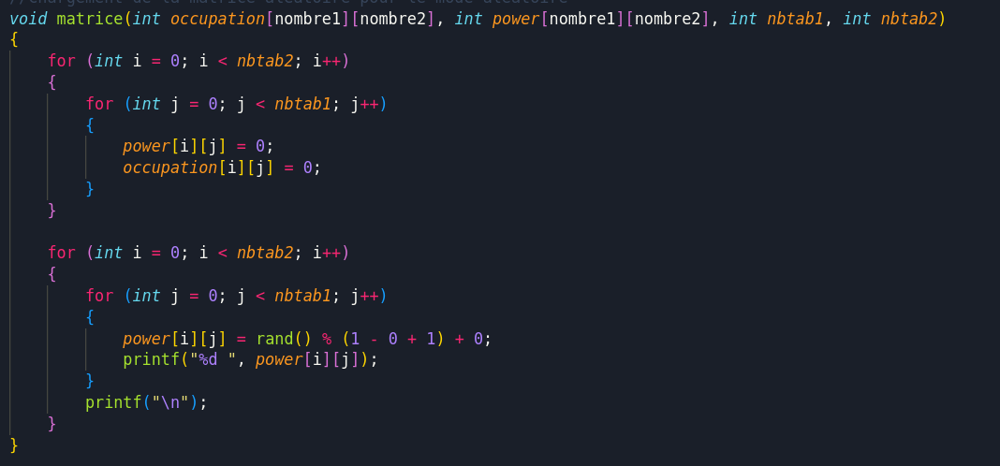 //chargement de la matrice aleatoire pour le mode aleatoire
void matrice(int occupation[nombre1][nombre2], int power[nombre1][nombre2], int nbtab1, int nbtab2)
{
    for (int i = 0; i < nbtab2; i++)
    {
        for (int j = 0; j < nbtab1; j++)
        {
            power[i][j] = 0;
            occupation[i][j] = 0;
        }
    }

    for (int i = 0; i < nbtab2; i++)
    {
        for (int j = 0; j < nbtab1; j++)
        {
            power[i][j] = rand() % (1 - 0 + 1) + 0;
            printf("%d ", power[i][j]);
        }
        printf("\n");
    }
}